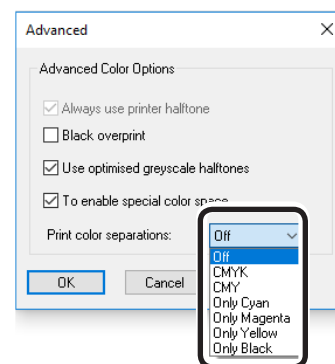 Advanced
Advanced Color Options
Always use printer halftone
Black overprint
Use optimised greyscale halftones
To enable special color space
Print color separations:
Off
Off
CMYK
CMY
Only Cyan
Only Magenta
Only Yellow
Only Black
OK
Cancel